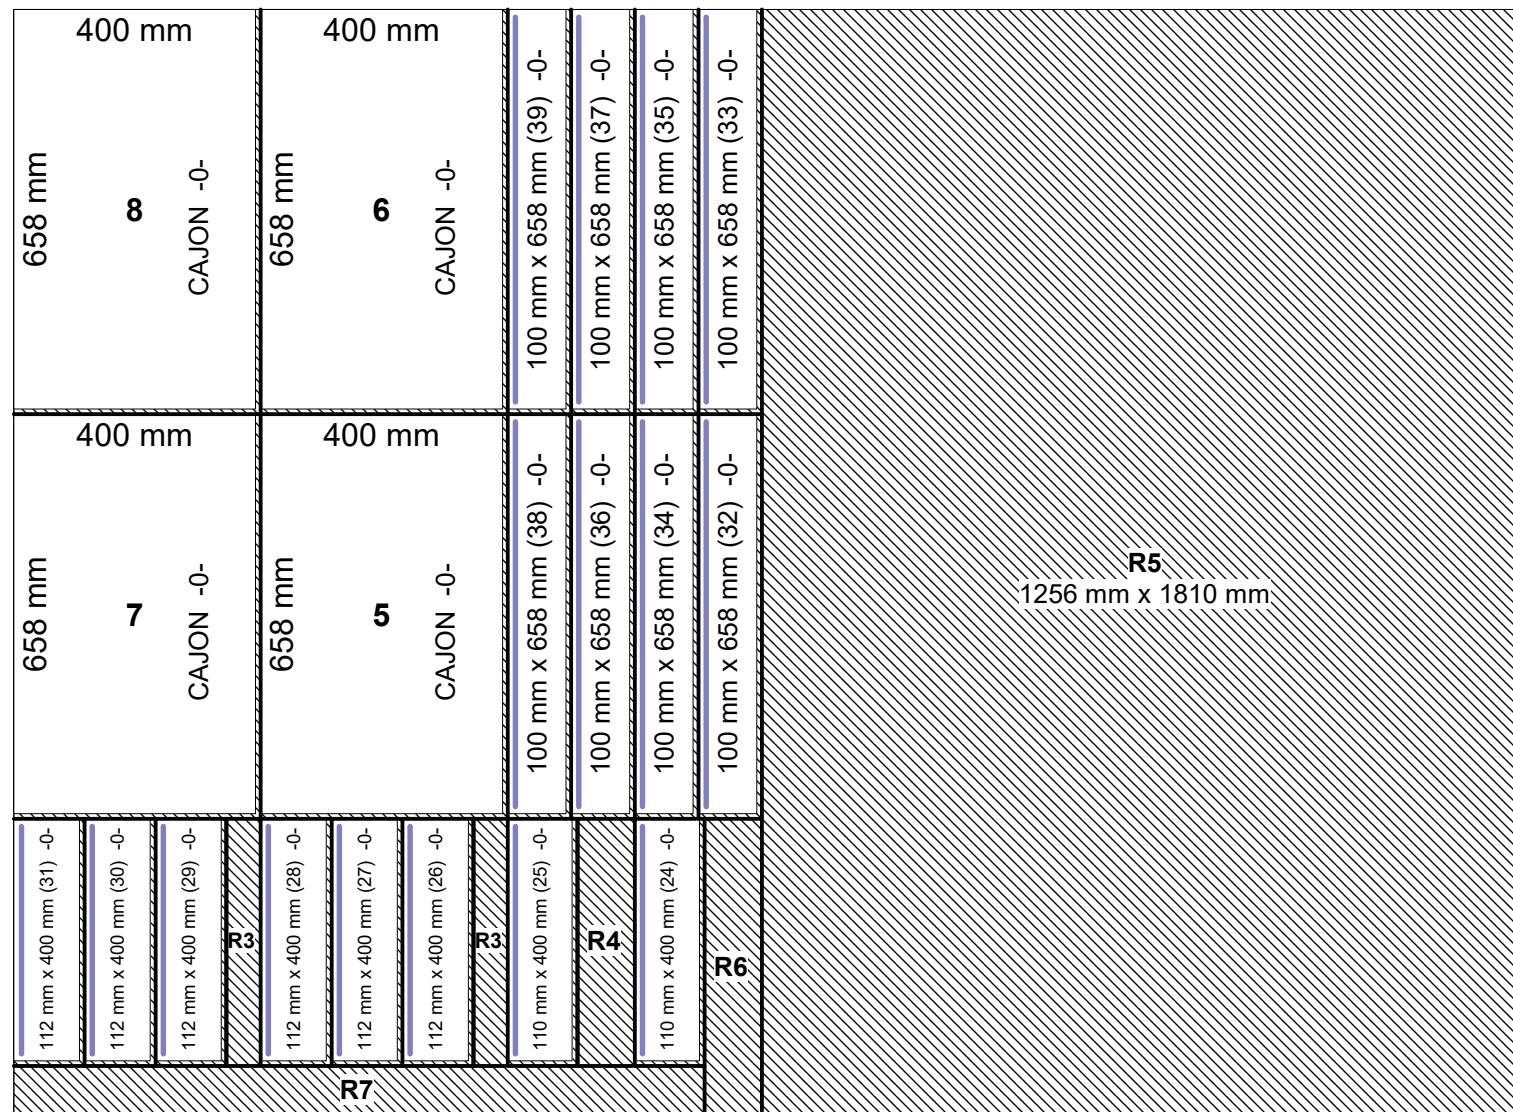 400 mm
658 mm
8
CAJON -0-
400 mm
658 mm
6
CAJON -0-
100 mm x 658 mm (39) -0-
100 mm x 658 mm (37) -0-
100 mm x 658 mm (35) -0-
100 mm x 658 mm (33) -0-
400 mm
658 mm
7
CAJON -0-
400 mm
658 mm
5
CAJON -0-
100 mm x 658 mm (38) -0-
100 mm x 658 mm (36) -0-
100 mm x 658 mm (34) -0-
100 mm x 658 mm (32) -0-
R5
1256 mm x 1810 mm
112 mm x 400 mm (31) -0-
112 mm x 400 mm (30) -0-
112 mm x 400 mm (29) -0-
R3
112 mm x 400 mm (28) -0-
112 mm x 400 mm (27) -0-
112 mm x 400 mm (26) -0-
R3
110 mm x 400 mm (25) -0-
R4
110 mm x 400 mm (24) -0-
R6
R7